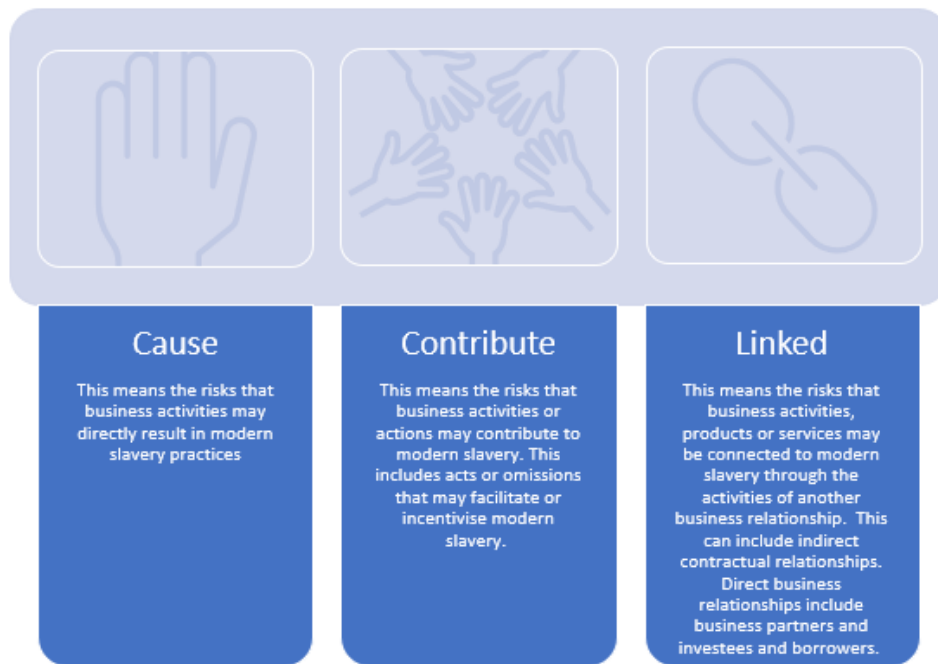 Cause
This means the risks that
business activities may
directly result in modern
slavery practices
Contribute
This means the risks that
business activities or
actions may contribute to
modern slavery. This
includes acts or omissions
that may facilitate or
incentivise modern
slavery.
Linked
This means the risks that
business activities,
products or services may
be connected to modern
slavery through the
activities of another
business relationship.  This
can include indirect
contractual relationships.
Direct business
relationships include
business partners and
investees and borrowers.